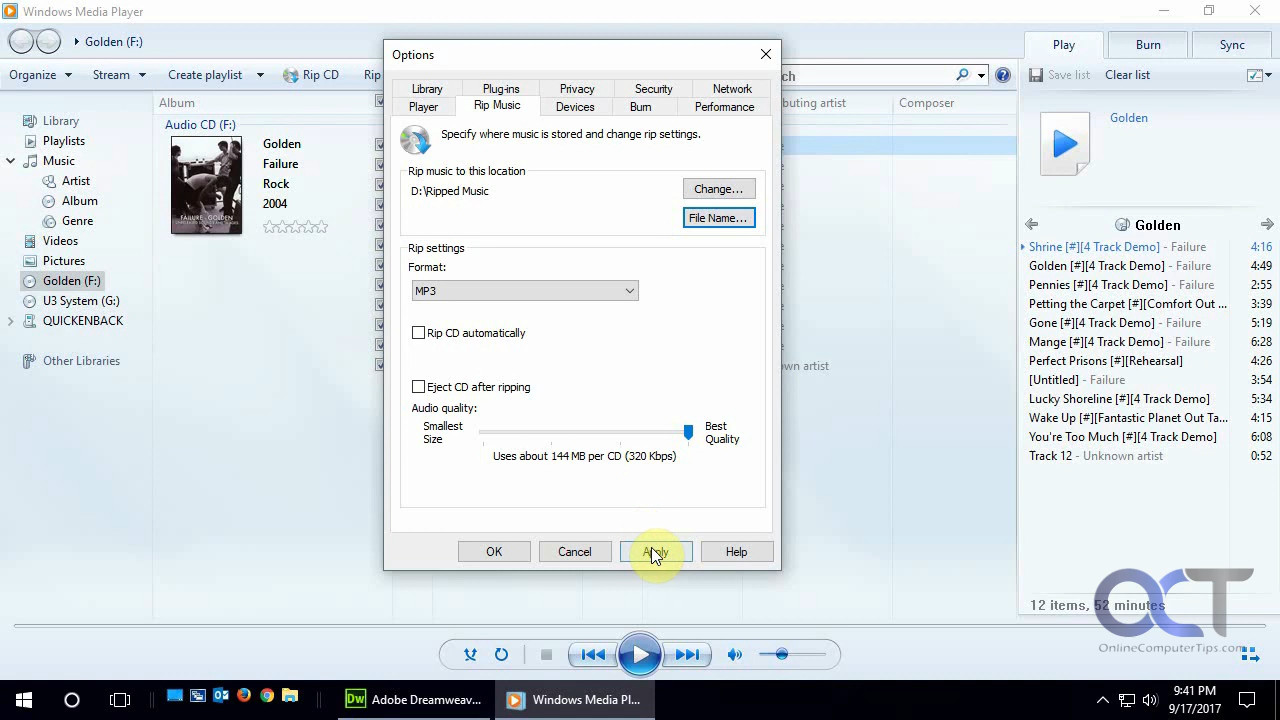 Windows Media Player
Golden (F:)
Organize Stream Create playlist Rip CD Rip
Album
Audio CD (F:)
Golden
Failure
Rock
2004
Library
Playlists
Music
Artist
Album
Genre
Videos
Pictures
Golden (F:)
U3 System (G:)
QUICKENBACK
Other Libraries
Options
Library Plug-ins Privacy Security Network
Player Rip Music Devices Burn Performance
Specify where music is stored and change rip settings.
Rip music to this location
D:\Ripped Music
Change...
File Name...
Rip settings
Format:
MP3
Rip CD automatically
Eject CD after ripping
Audio quality:
Smallest Size
Best Quality
Uses about 144 MB per CD (320 Kbps)
OK Cancel Apply Help
Composer
Play Burn Sync
Save list Clear list
Golden
Golden
Shrine [#][4 Track Demo] - Failure 4:16
Golden [#][4 Track Demo] - Failure 4:49
Pennies [#][4 Track Demo] - Failure 2:55
Petting the Carpet [#][Comfort Out ... 3:39
Gone [#][4 Track Demo] - Failure 5:19
Mange [#][4 Track Demo] - Failure 6:28
Perfect Prisons [#][Rehearsal] 4:26
[Untitled] - Failure 3:54
Lucky Shoreline [#][4 Track Demo] 5:34
Wake Up [#][Fantastic Planet Out Ta... 4:15
You're Too Much [#][4 Track Demo] 6:08
Track 12 - Unknown artist 0:52
12 items, 52 minutes
OCT
OnlineComputerTips.com
Adobe Dreamweav...
Windows Media Pl...
9:41 PM
9/17/2017